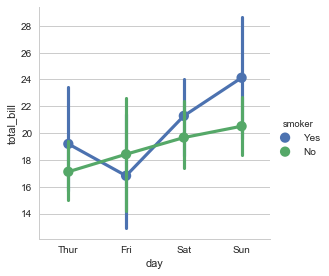 28
26
24
22
20
18
16
14
total_bill
Thur Fri Sat Sun
day
smoker
Yes
No